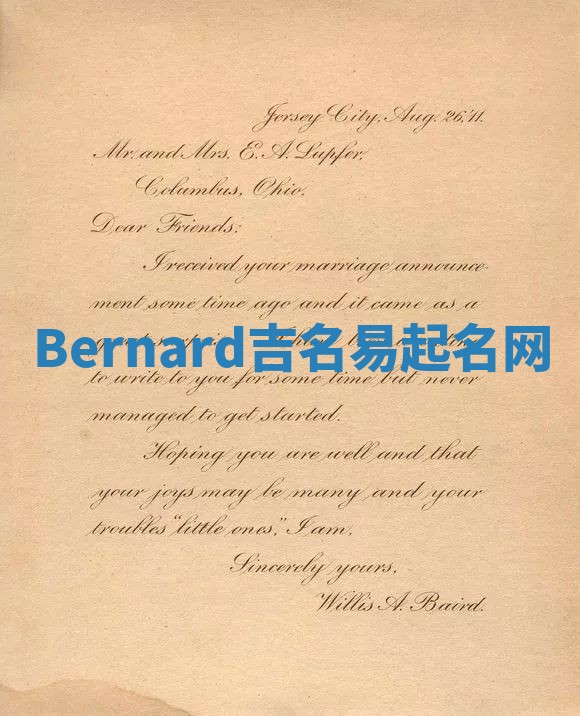 Jersey City, Aug. 26,'11.
Mr. and Mrs. E. A. Lupfer,
Columbus, Ohio.
Dear Friends:
I received your marriage announce-
ment some time ago and it came as a
Bernard吉名易起名网
to write to you for some time but never
managed to get started.
Hoping you are well and that
your joys may be many and your
troubles "little ones," I am,
Sincerely yours,
Willis A. Baird.